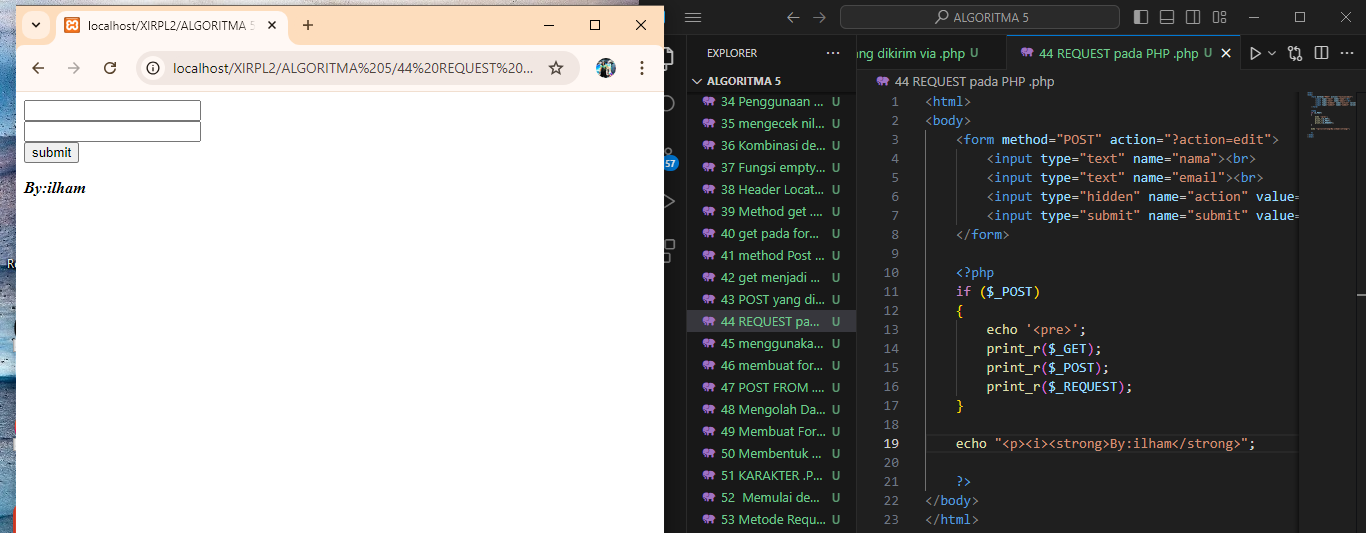 localhost/XIRPL2/ALGORITMA 5
localhost/XIRPL2/ALGORITMA%205/44%20REQUEST%20...
submit
By:ilham
ALGORITMA 5
57
EXPLORER
ALGORITMA 5
34 Penggunaan ... U
35 mengecek nil... U
36 Kombinasi de... U
37 Fungsi empty... U
38 Header Locat... U
39 Method get .... U
40 get pada for... U
41 method Post ... U
42 get menjadi ... U
43 POST yang di... U
44 REQUEST pa... U
45 menggunaka... U
46 membuat for... U
47 POST FROM .... U
48 Mengolah Da... U
49 Membuat For... U
50 Membentuk ... U
51 KARAKTER .P... U
52 Memulai de... U
53 Metode Requ... U
ang dikirim via .php U
44 REQUEST pada PHP .php U
44 REQUEST pada PHP .php
1 <html>
2 <body>
3 <form method="POST" action="?action=edit">
4 <input type="text" name="nama"><br>
5 <input type="text" name="email"><br>
6 <input type="hidden" name="action" value=
7 <input type="submit" name="submit" value=
8 </form>
9
10 <?php
11 if ($_POST)
12 {
13 echo '<pre>';
14 print_r($_GET);
15 print_r($_POST);
16 print_r($_REQUEST);
17 }
18
19 echo "<p><i><strong>By:ilham</strong>";
20
21 ?>
22 </body>
23 </html>